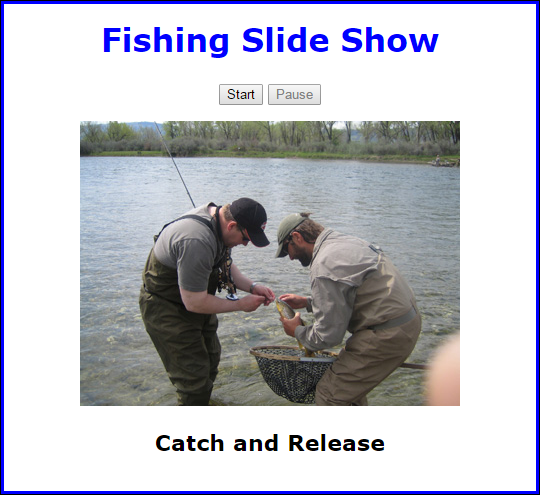 Fishing Slide Show
Start Pause
Catch and Release